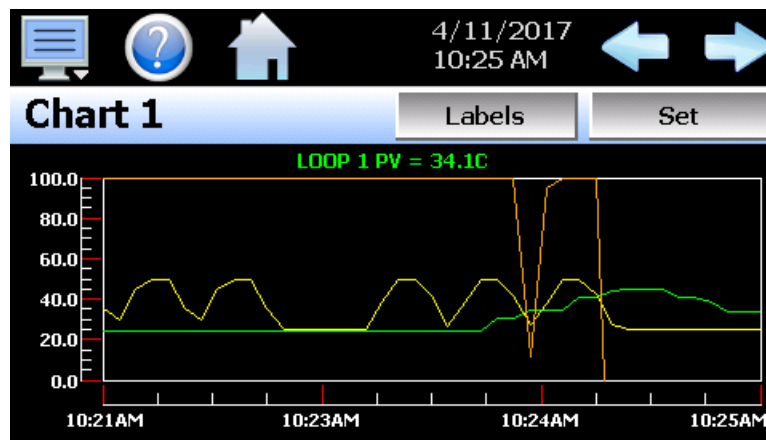 ?
4/11/2017
10:25 AM
Chart 1
Labels
Set
LOOP 1 PV = 34.1C
100.0
80.0
60.0
40.0
20.0
0.0
10:21AM 10:23AM 10:24AM 10:25AM